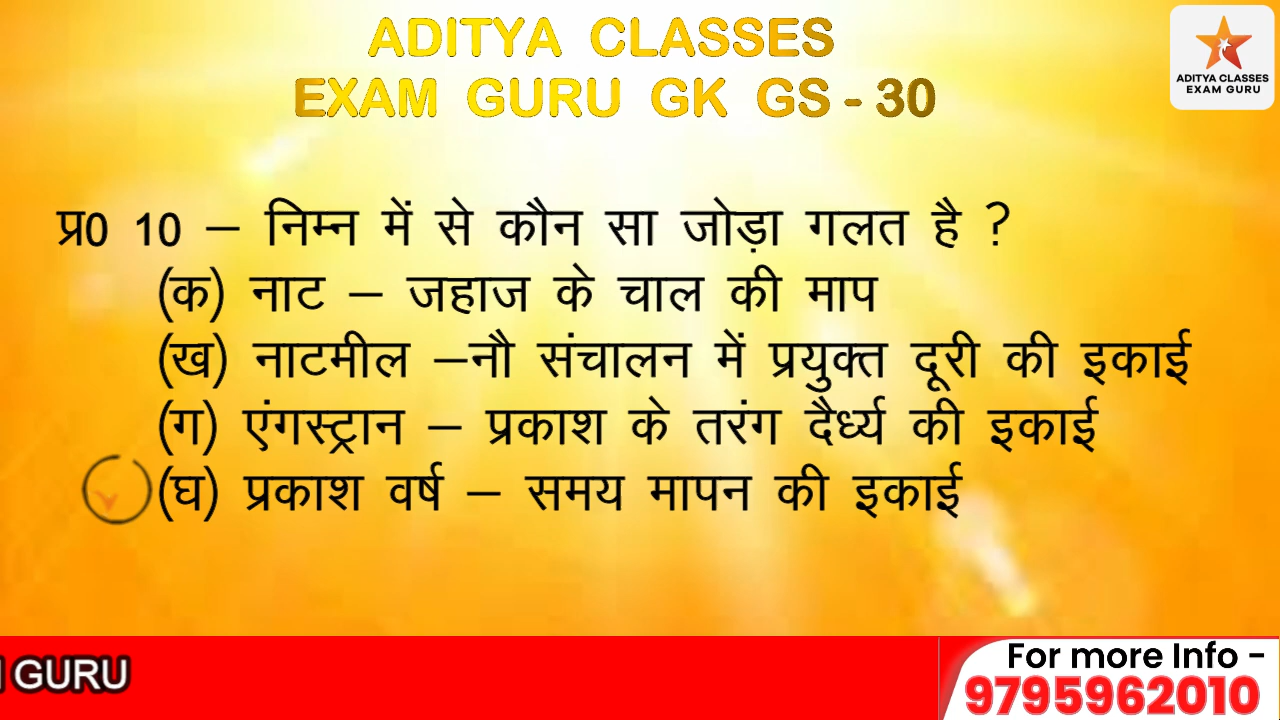 ADITYA CLASSES
EXAM GURU GK GS - 30
ADITYA CLASSES
EXAM GURU
प्र0 10 – निम्न में से कौन सा जोड़ा गलत है ?
(क) नाट – जहाज के चाल की माप
(ख) नाटमील –नौ संचालन में प्रयुक्त दूरी की इकाई
(ग) एंगस्ट्रान – प्रकाश के तरंग दैर्ध्य की इकाई
(घ) प्रकाश वर्ष – समय मापन की इकाई
GURU
For more Info -
9795962010